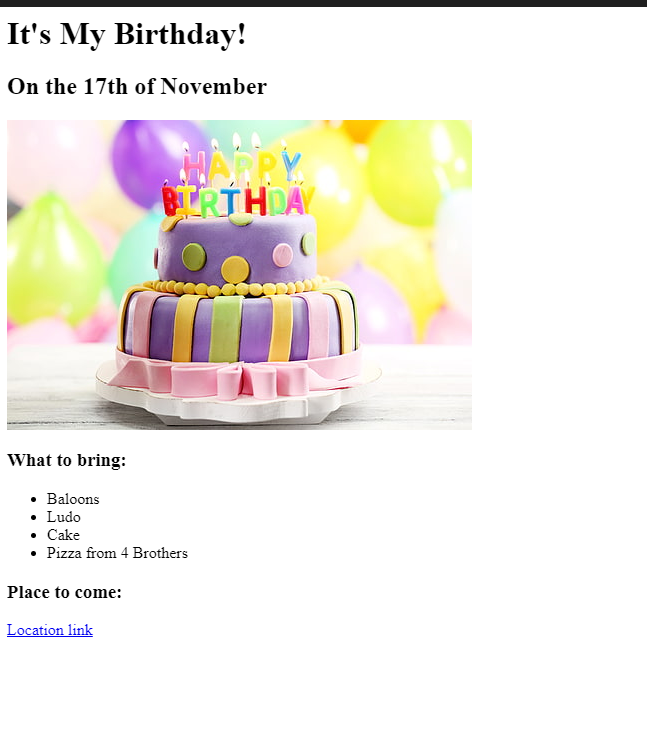 It's My Birthday!
On the 17th of November
HAPPY
BIRTHDAY
What to bring:
Baloons
Ludo
Cake
Pizza from 4 Brothers
Place to come:
Location link